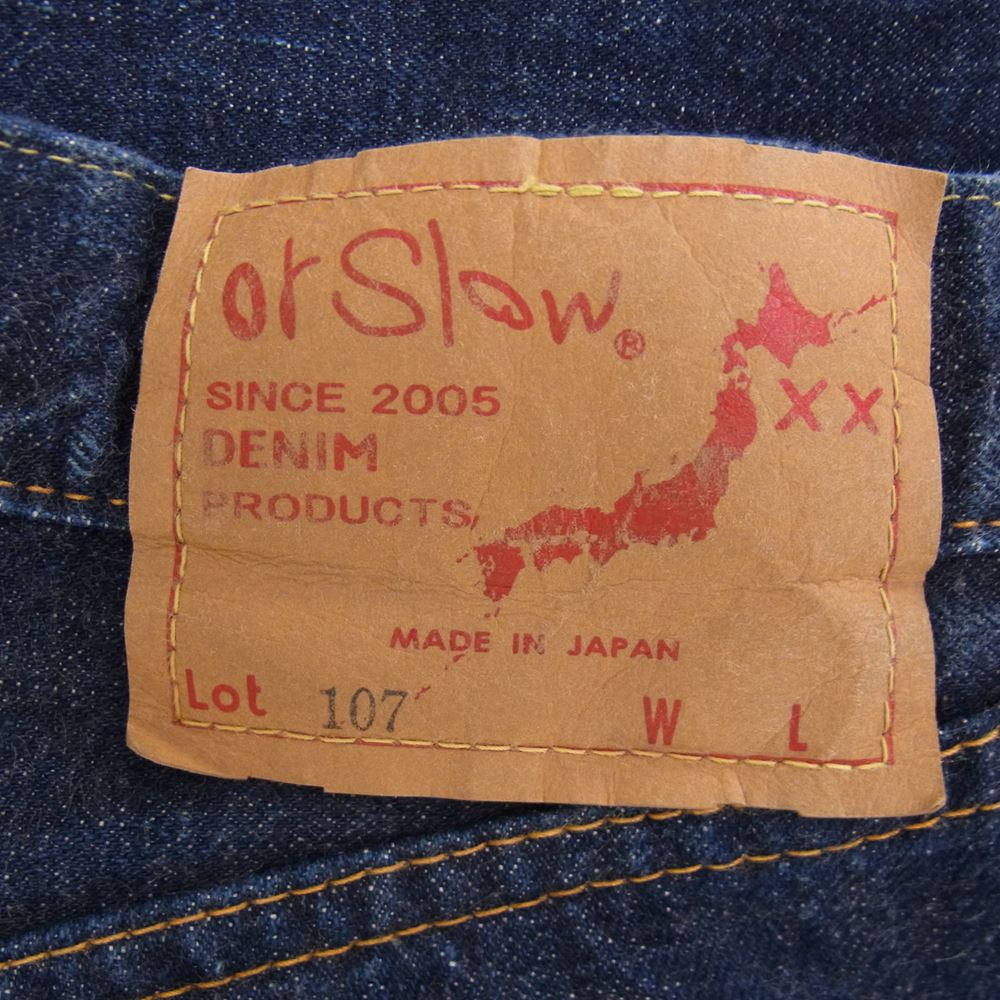 orSlow®
SINCE 2005
DENIM
PRODUCTS,
XX
MADE IN JAPAN
Lot 107 W L